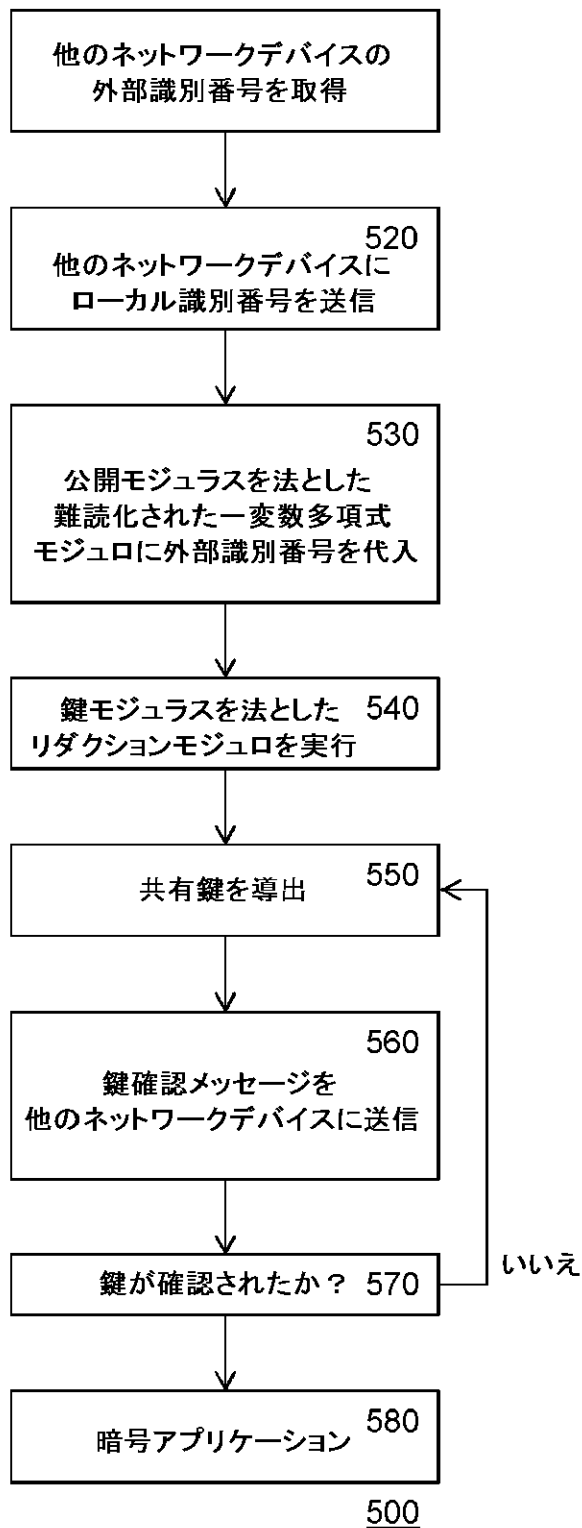 他のネットワークデバイスの
外部識別番号を取得
520
他のネットワークデバイスに
ローカル識別番号を送信
530
公開モジュラスを法とした
難読化された一変数多項式
モジュロに外部識別番号を代入
鍵モジュラスを法とした 540
リダクションモジュロを実行
共有鍵を導出 550
560
鍵確認メッセージを
他のネットワークデバイスに送信
鍵が確認されたか？ 570
いいえ
暗号アプリケーション 580
500